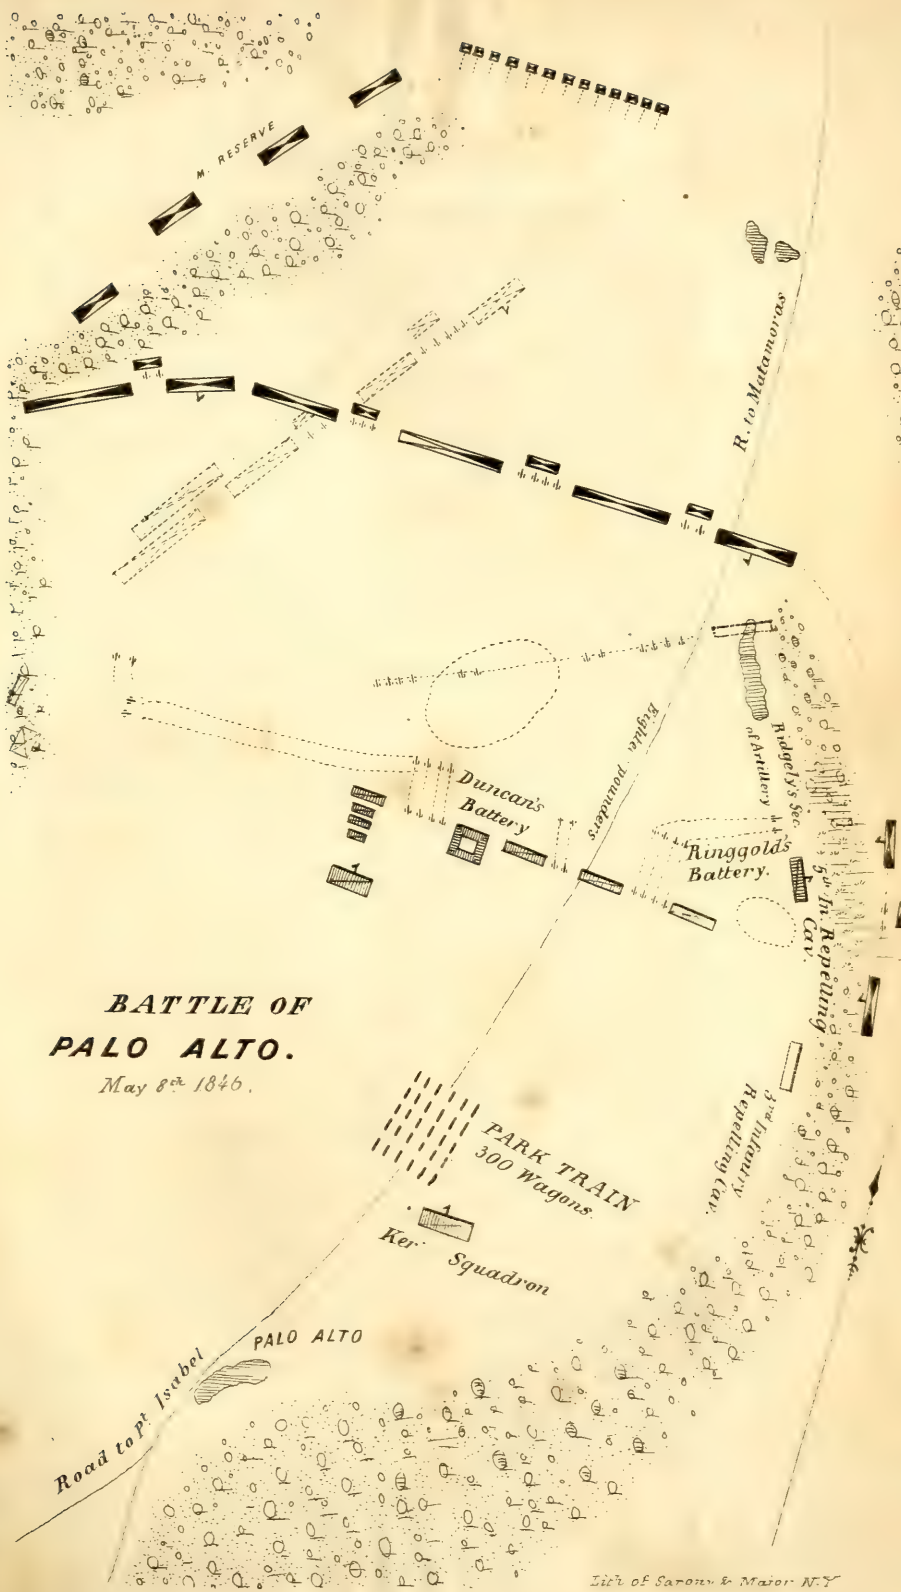 M. RESERVE
R. to Matamoras
Eighte. pounders
Ridgely's Sec.
of Artillery
Duncan's
Battery
Ringgold's
Battery.
5th In Repelling
Cav.
BATTLE OF
PALO ALTO.
May 8th 1846.
PARK TRAIN
300 Wagons.
3rd Infantry
Repelling Cav.
Ker Squadron
PALO ALTO
Road to pt Isabel
Lith of Sarony & Major N.Y